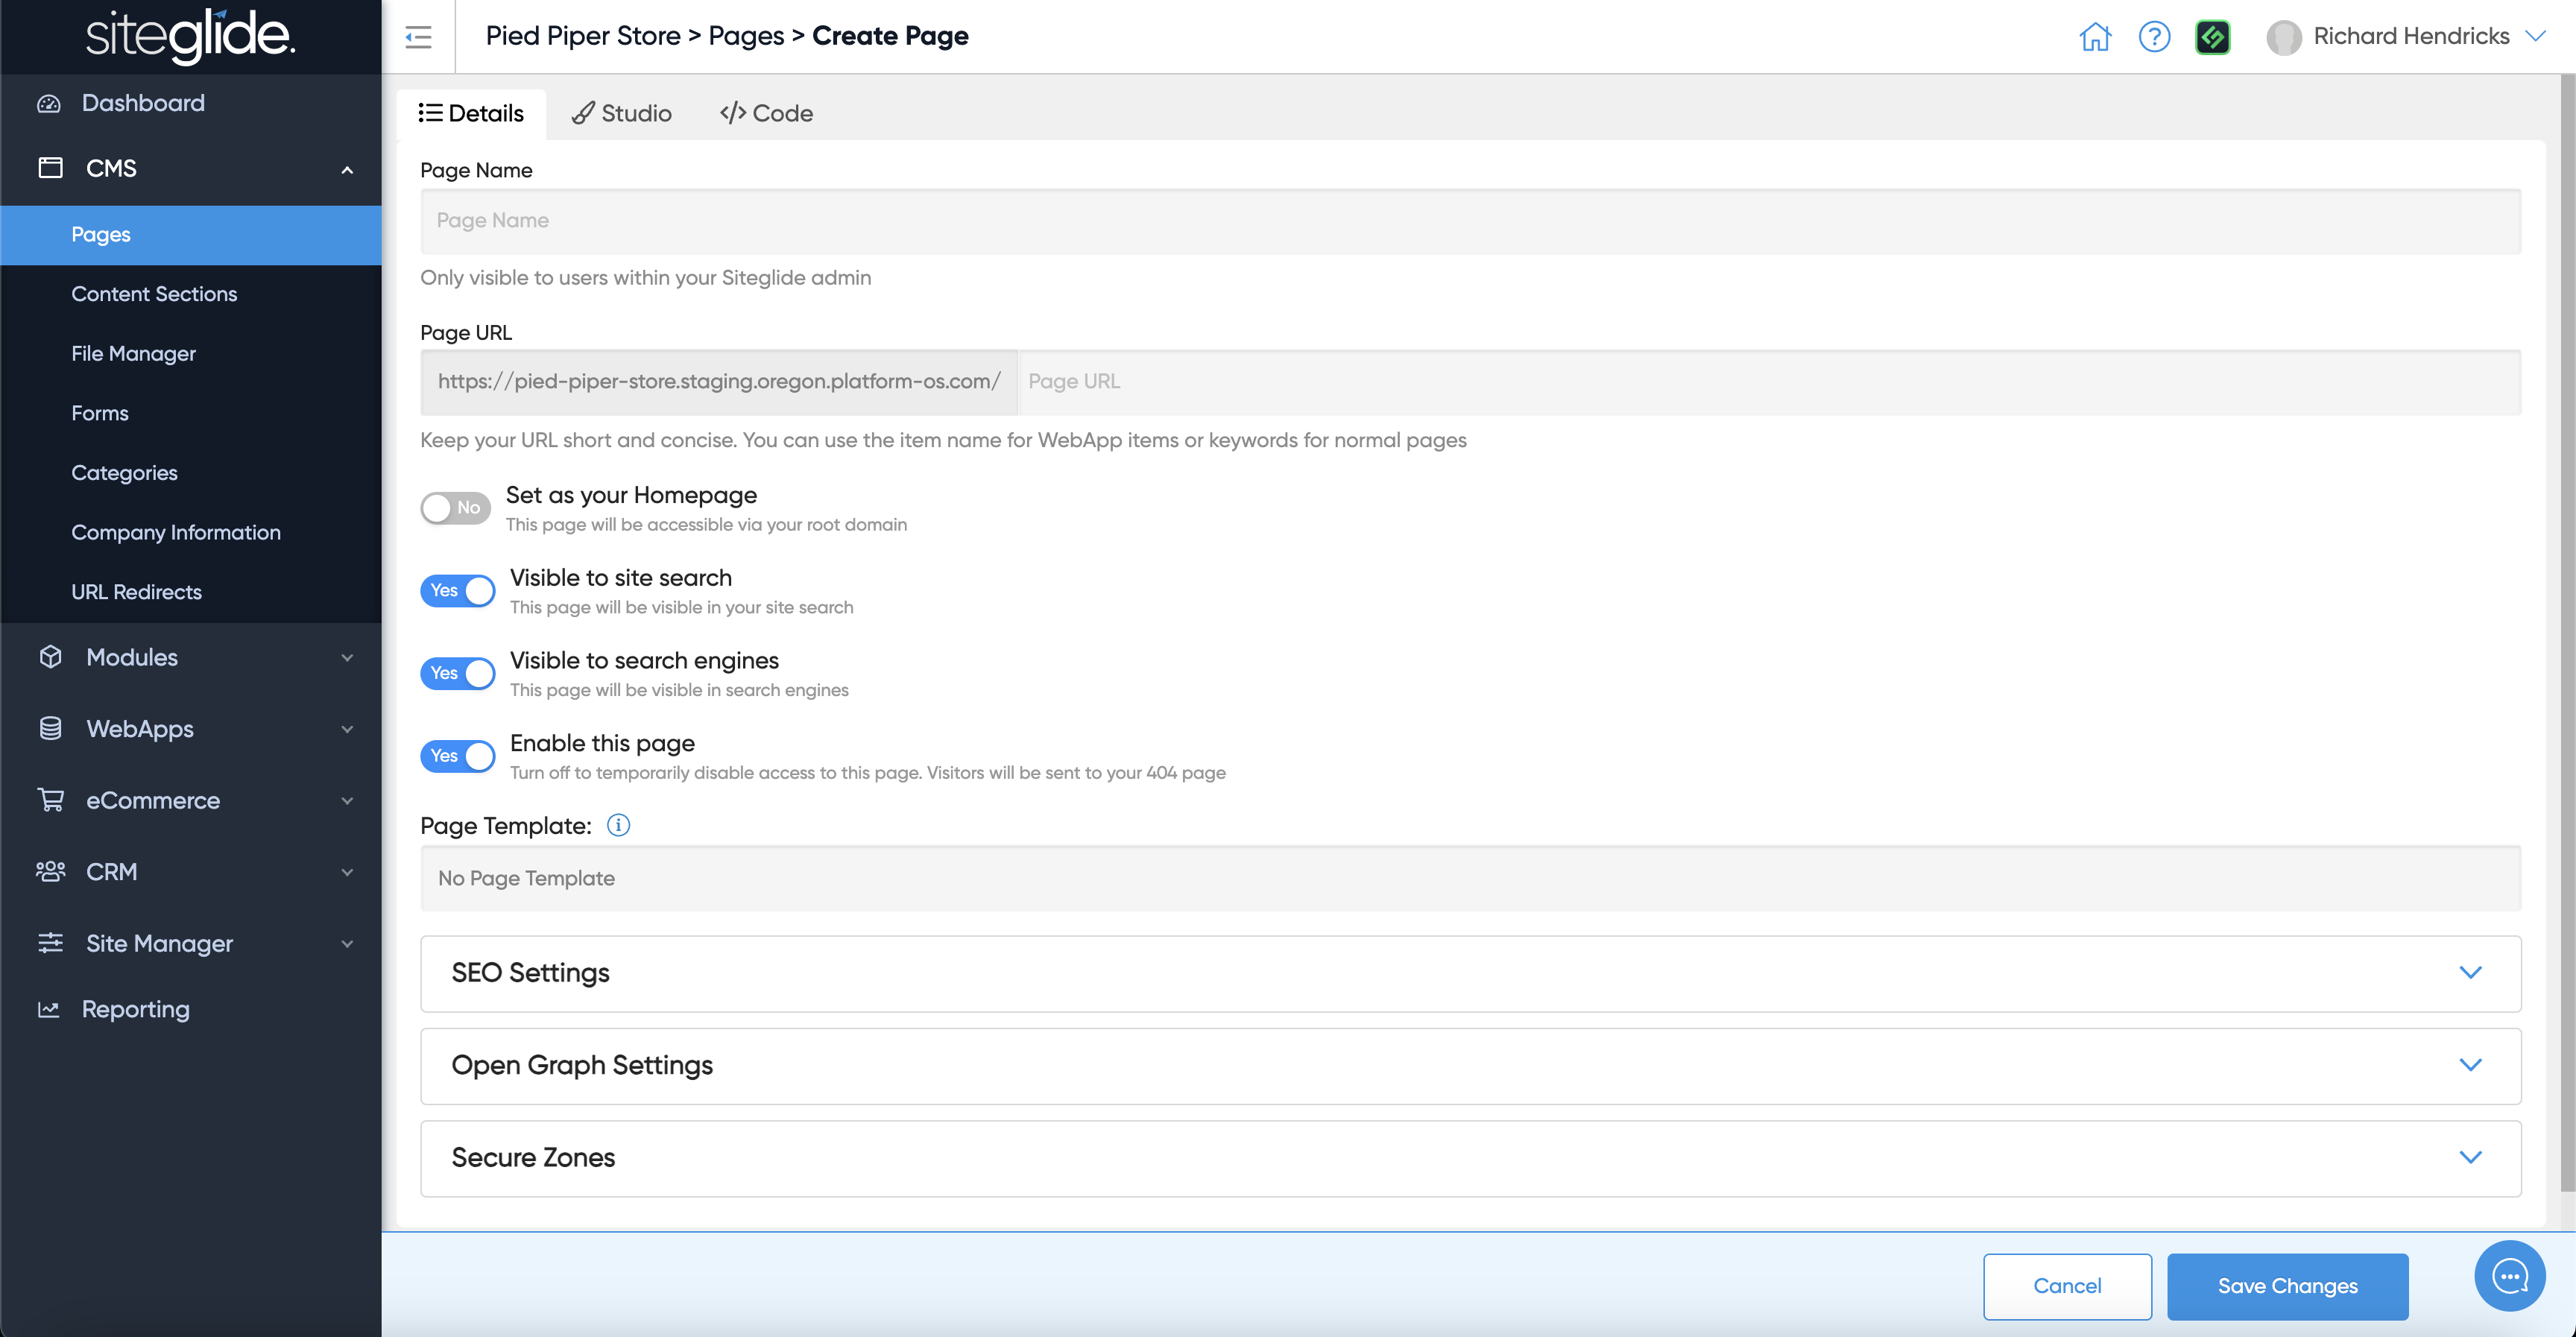 siteglide.
Pied Piper Store > Pages > Create Page
Richard Hendricks
Dashboard
CMS
Pages
Content Sections
File Manager
Forms
Categories
Company Information
URL Redirects
Modules
WebApps
eCommerce
CRM
Site Manager
Reporting
Details
Studio
</> Code
Page Name
Page Name
Only visible to users within your Siteglide admin
Page URL
https://pied-piper-store.staging.oregon.platform-os.com/ Page URL
Keep your URL short and concise. You can use the item name for WebApp items or keywords for normal pages
No
Set as your Homepage
This page will be accessible via your root domain
Yes
Visible to site search
This page will be visible in your site search
Yes
Visible to search engines
This page will be visible in search engines
Yes
Enable this page
Turn off to temporarily disable access to this page. Visitors will be sent to your 404 page
Page Template:
No Page Template
SEO Settings
Open Graph Settings
Secure Zones
Cancel
Save Changes